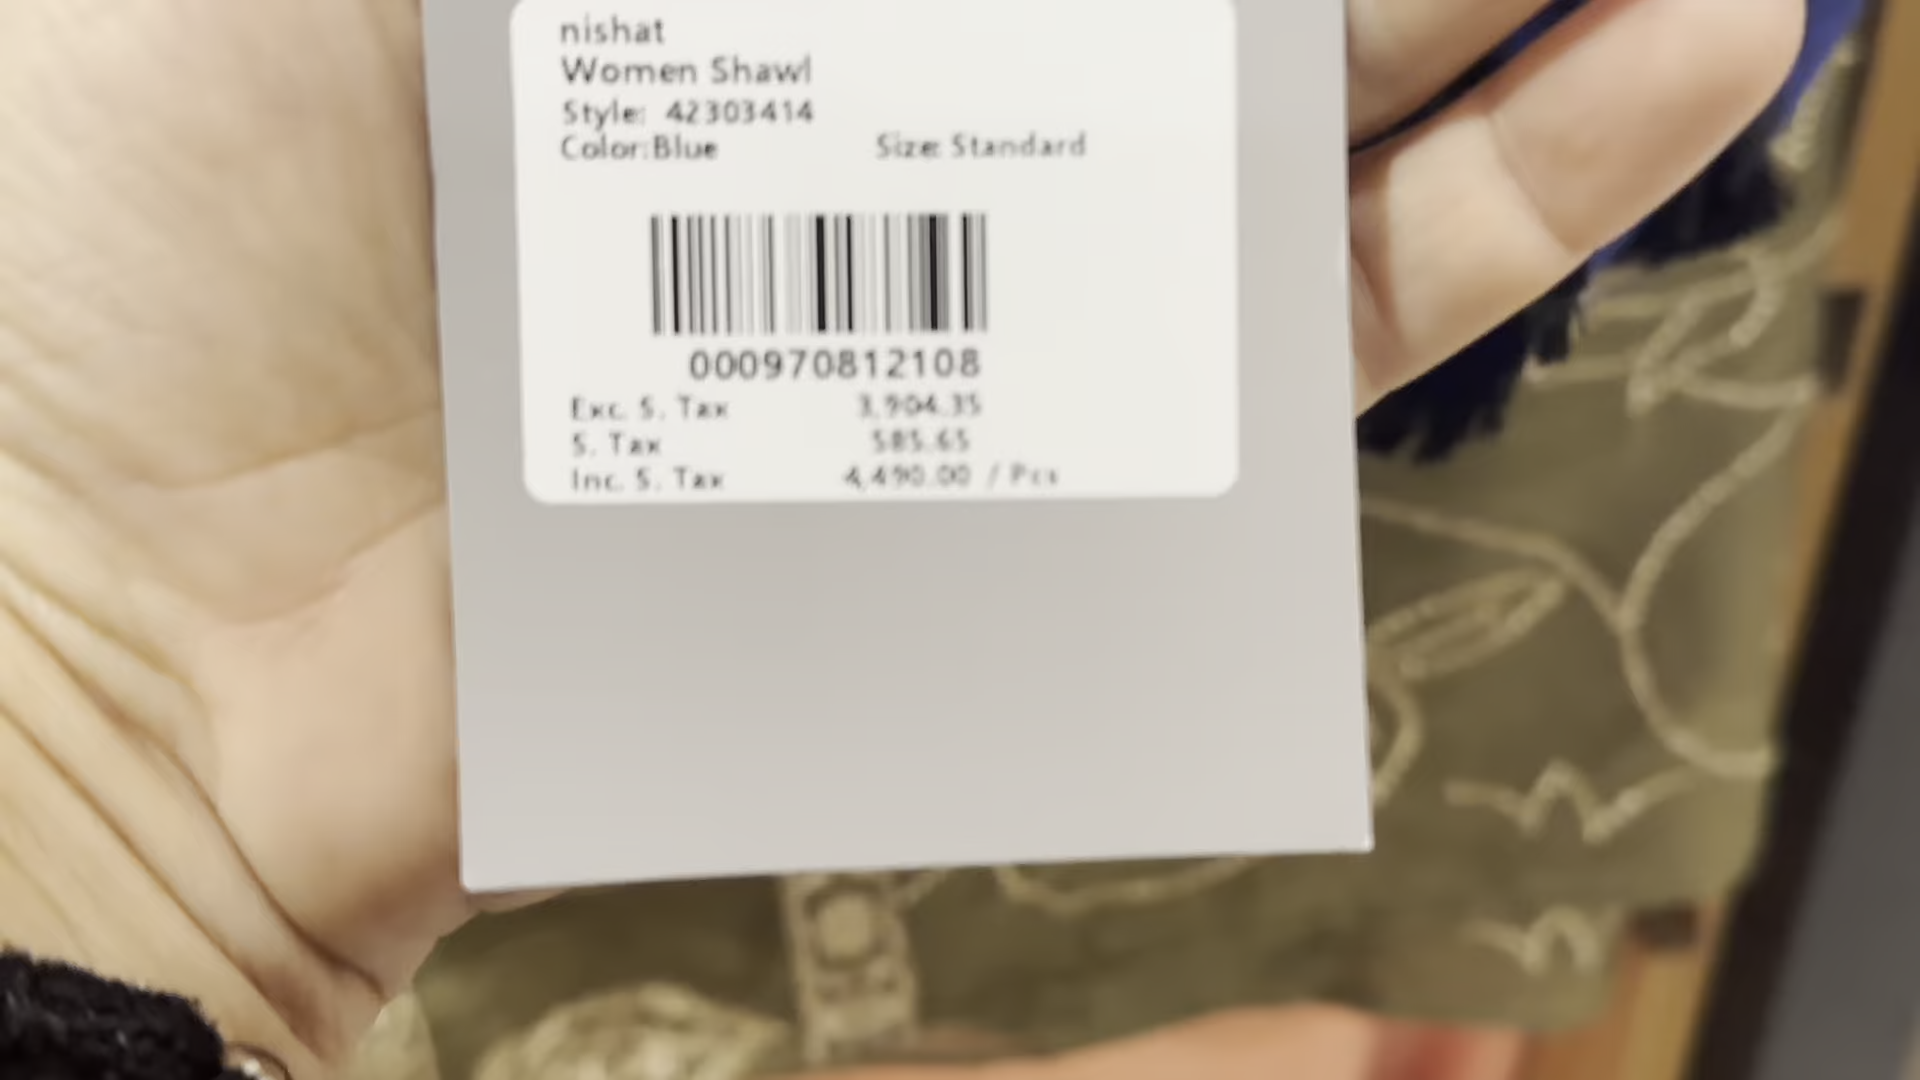 nishat
Women Shawl
Style: 42303414
Color:Blue Size: Standard
000970812108
Exc. S. Tax 3,904.35
S. Tax 585.65
Inc. S. Tax 4,490.00 / Pcs